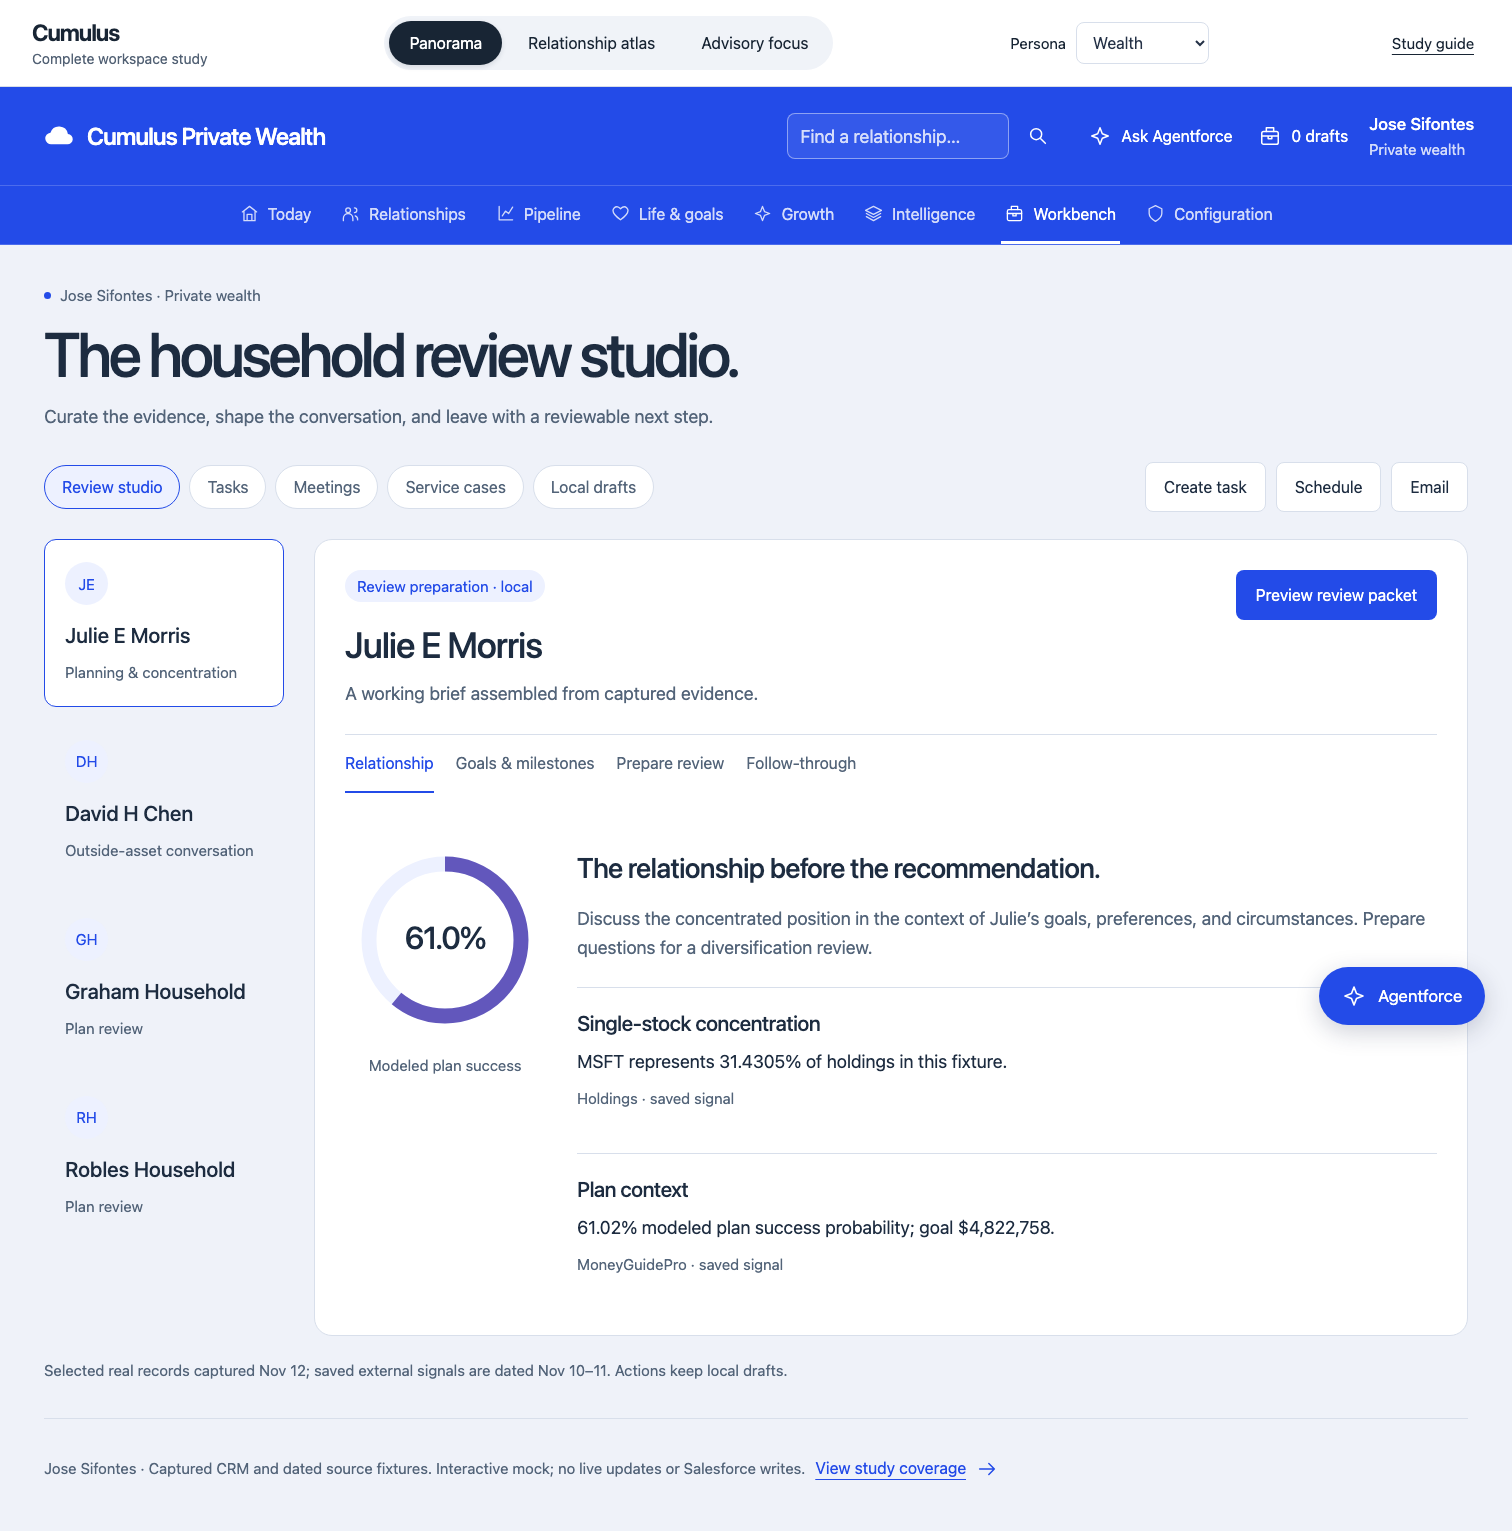 Cumulus
Complete workspace study
Panorama
Relationship atlas
Advisory focus
Persona
Wealth
Study guide
Cumulus Private Wealth
Find a relationship...
Ask Agentforce
0 drafts
Jose Sifontes
Private wealth
Today
Relationships
Pipeline
Life & goals
Growth
Intelligence
Workbench
Configuration
Jose Sifontes · Private wealth
The household review studio.
Curate the evidence, shape the conversation, and leave with a reviewable next step.
Review studio
Tasks
Meetings
Service cases
Local drafts
Create task
Schedule
Email
JE
Julie E Morris
Planning & concentration
DH
David H Chen
Outside-asset conversation
GH
Graham Household
Plan review
RH
Robles Household
Plan review
Review preparation · local
Preview review packet
Julie E Morris
A working brief assembled from captured evidence.
Relationship
Goals & milestones
Prepare review
Follow-through
61.0%
Modeled plan success
The relationship before the recommendation.
Discuss the concentrated position in the context of Julie’s goals, preferences, and circumstances. Prepare
questions for a diversification review.
Agentforce
Single-stock concentration
MSFT represents 31.4305% of holdings in this fixture.
Holdings · saved signal
Plan context
61.02% modeled plan success probability; goal $4,822,758.
MoneyGuidePro · saved signal
Selected real records captured Nov 12; saved external signals are dated Nov 10–11. Actions keep local drafts.
Jose Sifontes · Captured CRM and dated source fixtures. Interactive mock; no live updates or Salesforce writes.
View study coverage